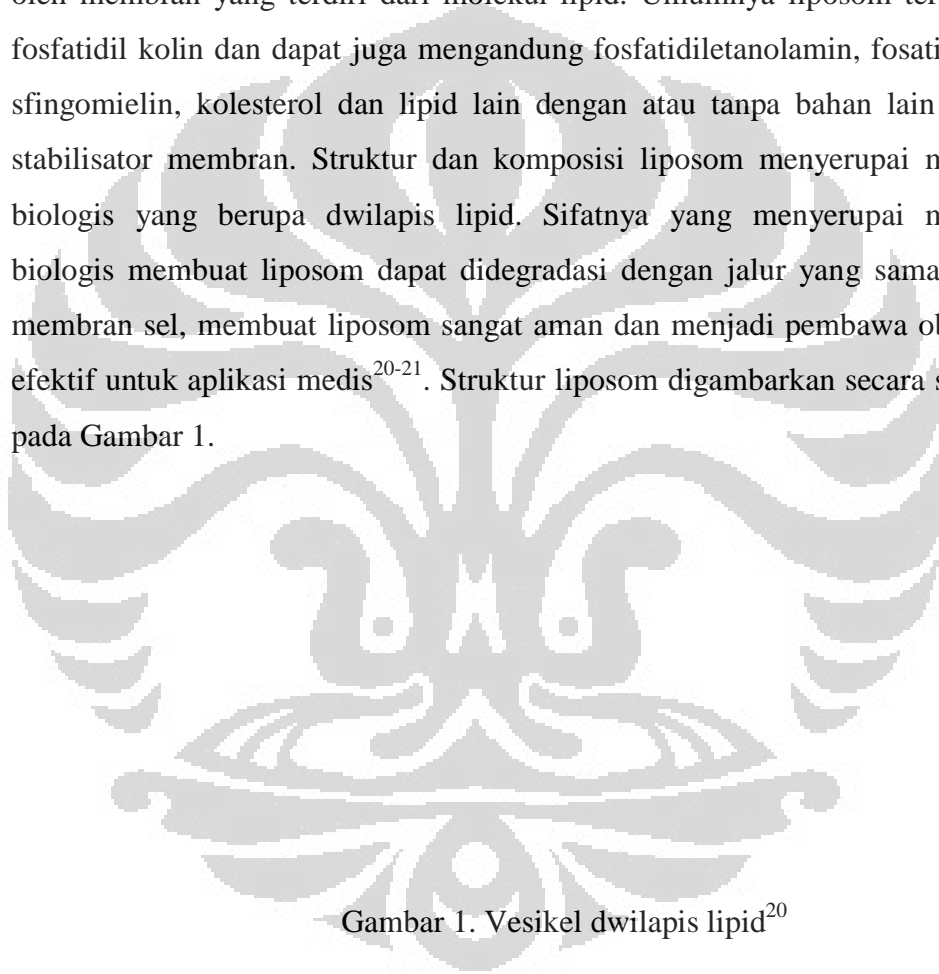 oleh membran yang terdiri dari molekul lipid. Umumnya liposom
fosfatidil kolin dan dapat juga mengandung fosfatidiletanolamin,
sfingomielin, kolesterol dan lipid lain dengan atau tanpa bahan lain
stabilisator membran. Struktur dan komposisi liposom menyerupai
biologis yang berupa dwilapis lipid. Sifatnya yang menyerupai
biologis membuat liposom dapat didegradasi dengan jalur yang sama
membran sel, membuat liposom sangat aman dan menjadi pembawa
efektif untuk aplikasi medis20-21. Struktur liposom digambarkan secara
pada Gambar 1.
Gambar 1. Vesikel dwilapis lipid20